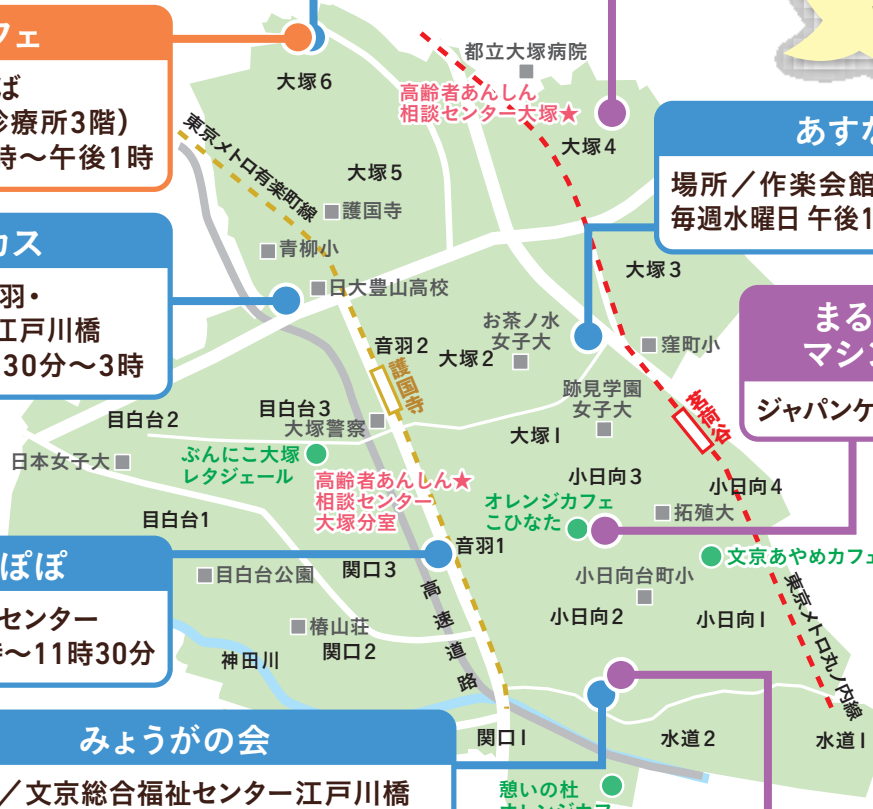 フェ
ば
診療所3階）
時～午後1時
カス
羽・
江戸川橋
30分～3時
ぽぽ
センター
～11時30分
みょうがの会
／文京総合福祉センター江戸川橋
あすな
場所／作楽会館
毎週水曜日 午後1
まる
マシン
ジャパンケ
都立大塚病院
大塚6
高齢者あんしん
相談センター大塚★
大塚4
東京メトロ有楽町線
大塚5
護国寺
青柳小
大塚3
日大豊山高校
お茶ノ水
女子大
音羽2
大塚2
窪町小
護国寺
跡見学園
女子大
茗荷谷
目白台2
目白台3
大塚警察
大塚1
日本女子大
ぶんにこ大塚
レタジェール
高齢者あんしん★
相談センター
大塚分室
小日向3
小日向4
オレンジカフェ
こひなた
拓殖大
目白台1
音羽1
文京あやめカフェ
目白台公園
関口3
小日向台町小
高速道路
東京メトロ丸ノ内線
小日向2
小日向1
椿山荘
関口2
神田川
関口1
水道2
水道1
憩いの杜